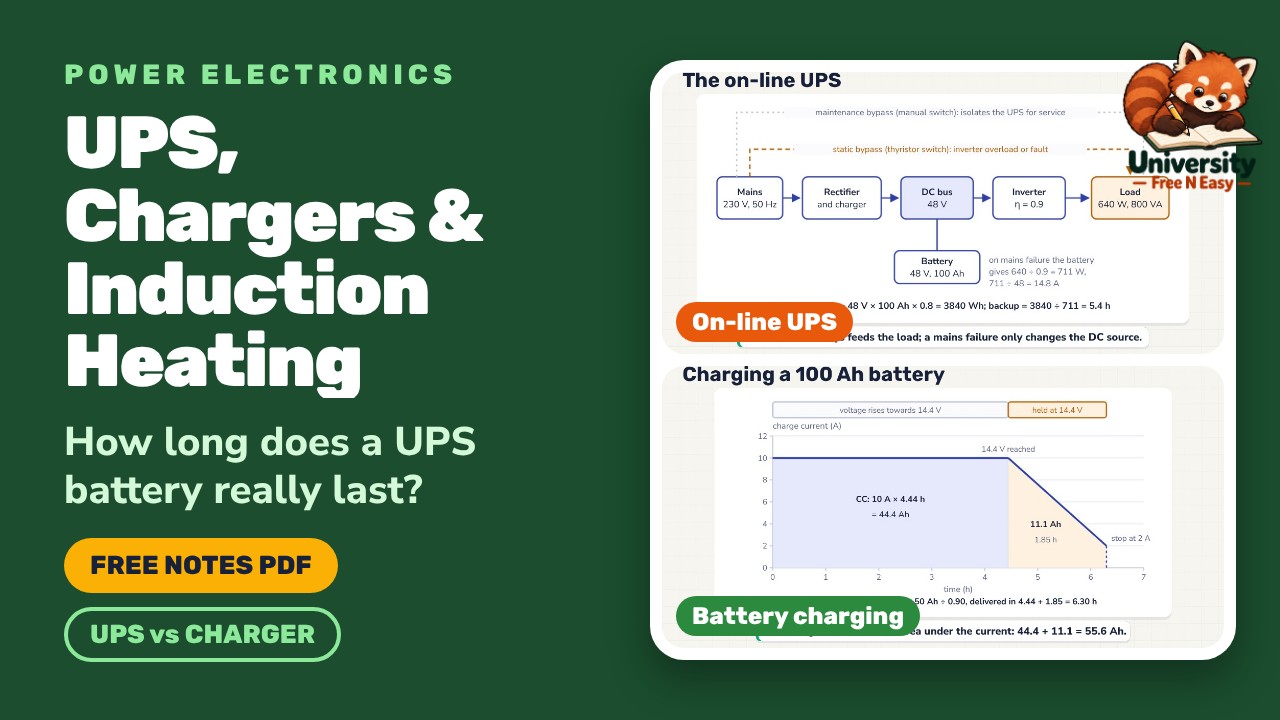 POWER ELECTRONICS
UPS,
Chargers &
Induction
Heating
How long does a UPS
battery really last?
FREE NOTES PDF
UPS vs CHARGER
The on-line UPS
maintenance bypass (manual switch): isolates the UPS for service
static bypass (thyristor switch): inverter overload or fault
Mains
230 V, 50 Hz
Rectifier
and charger
DC bus
48 V
Inverter
η = 0.9
Load
640 W, 800 VA
Battery
48 V, 100 Ah
on mains failure the battery
gives 640 ÷ 0.9 = 711 W,
711 ÷ 48 = 14.8 A
48 V × 100 Ah × 0.8 = 3840 Wh; backup = 3840 ÷ 711 = 5.4 h
On-line UPS
feeds the load; a mains failure only changes the DC source.
University
Free N Easy
Charging a 100 Ah battery
voltage rises towards 14.4 V
held at 14.4 V
charge current (A)
12
10
8
6
4
2
0
14.4 V reached
CC: 10 A × 4.44 h
= 44.4 Ah
11.1 Ah
1.85 h
stop at 2 A
0 1 2 3 4 5 6 7
time (h)
50 Ah ÷ 0.90, delivered in 4.44 + 1.85 = 6.30 h
Battery charging
under the current: 44.4 + 11.1 = 55.6 Ah.